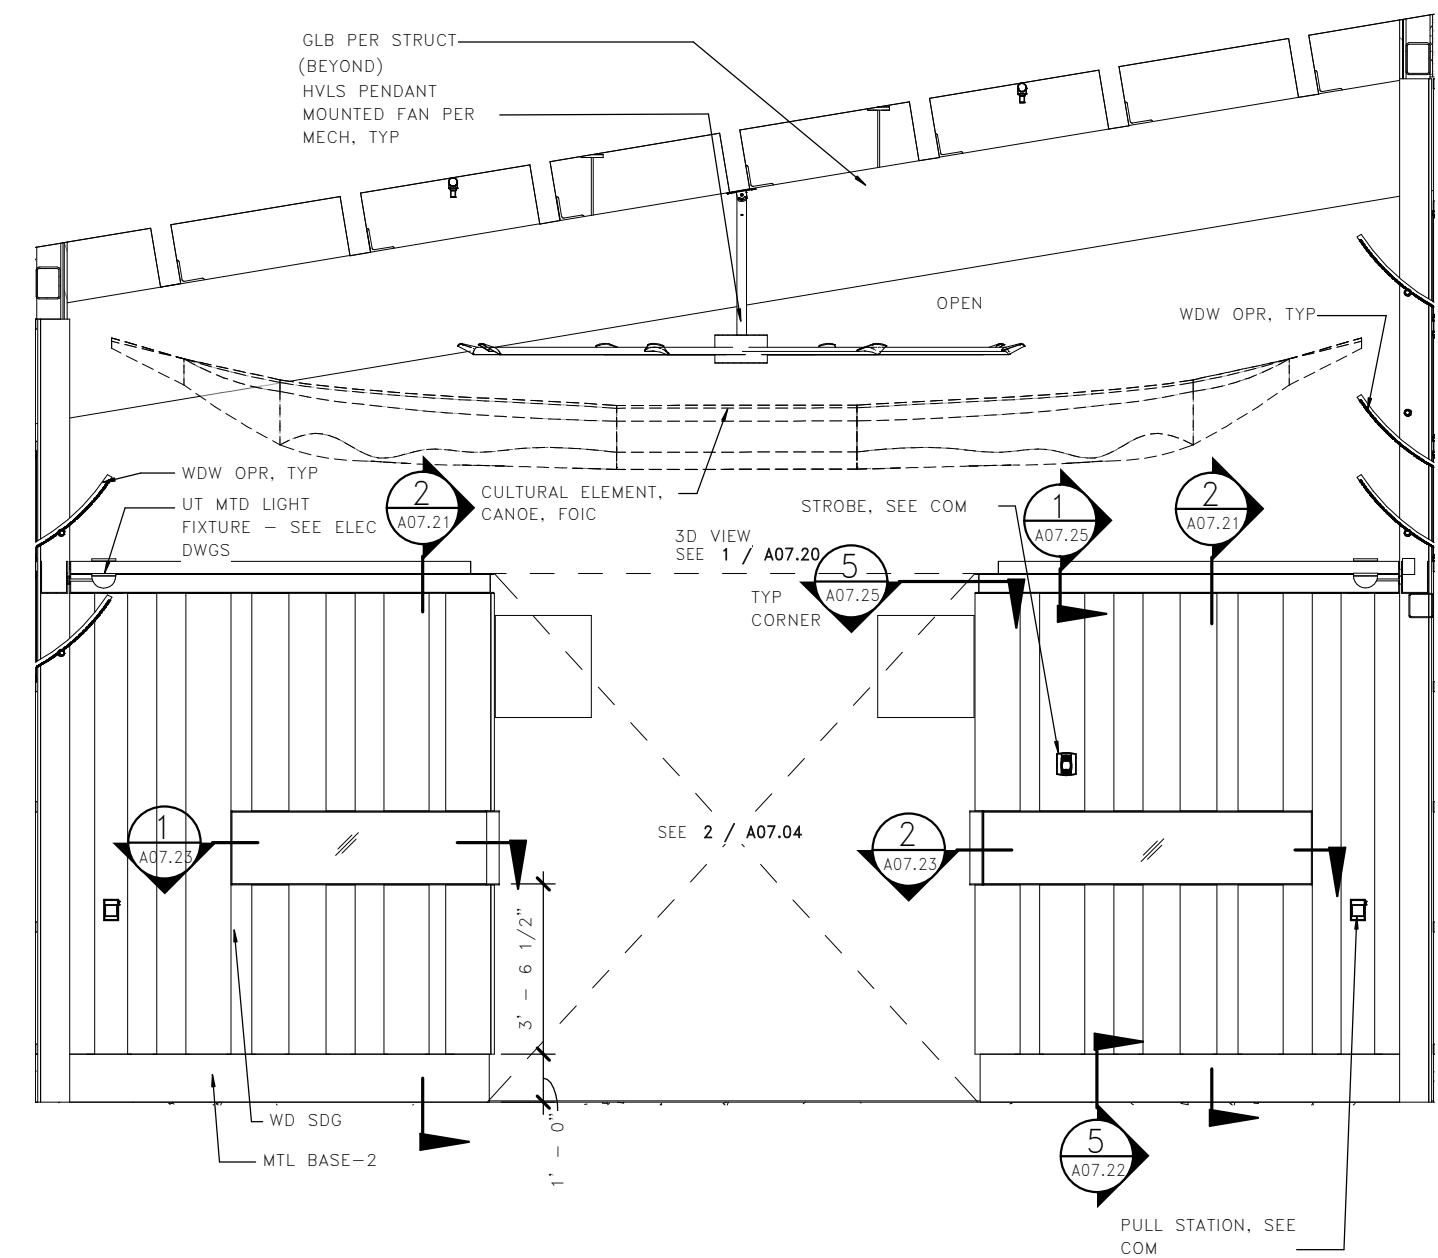 GLB PER STRUCT
(BEYOND)
HVLS PENDANT
MOUNTED FAN PER
MECH, TYP
OPEN
WDW OPR, TYP
WDW OPR, TYP
UT MTD LIGHT
FIXTURE – SEE ELEC
DWGS
2
A07.21
CULTURAL ELEMENT,
CANOE, FOIC
STROBE, SEE COM
1
A07.25
2
A07.21
3D VIEW
SEE 1 / A07.20
5
A07.25
TYP
CORNER
1
A07.23
SEE 2 / A07.04
2
A07.23
3' – 6 1/2"
1' – 0"
WD SDG
MTL BASE–2
5
A07.22
PULL STATION, SEE
COM